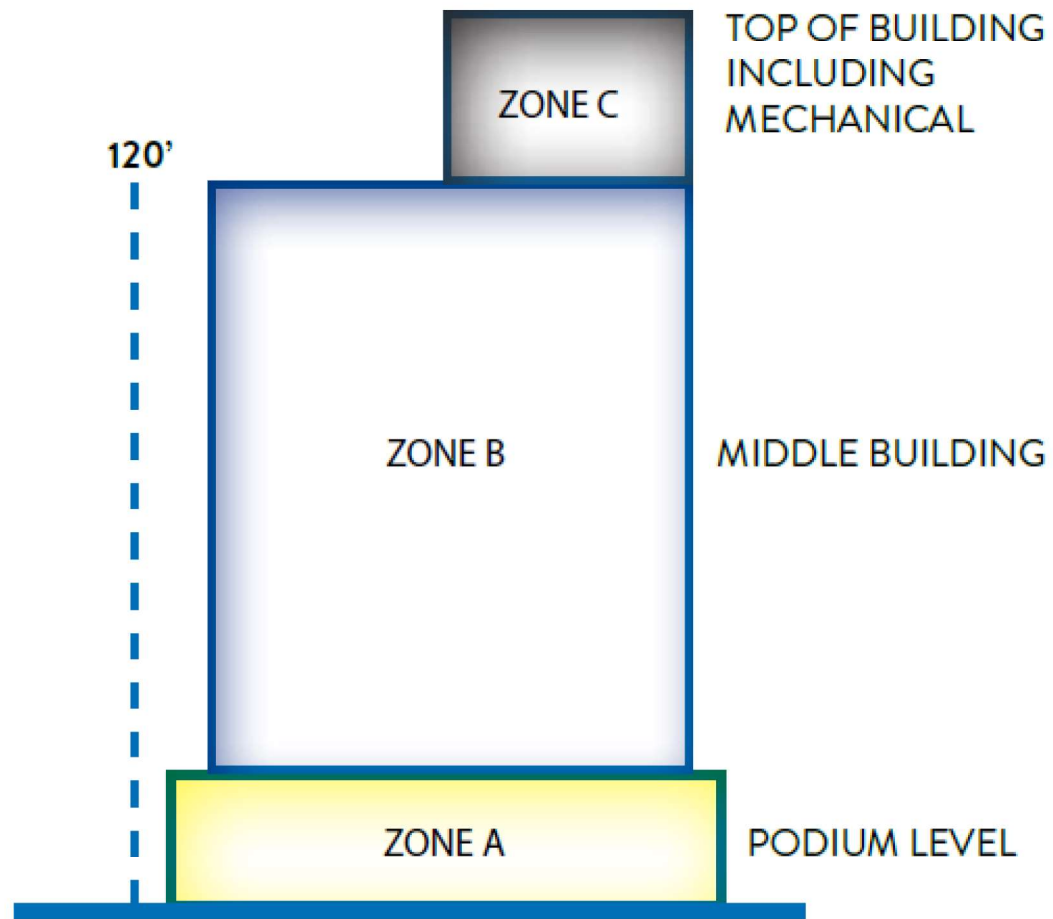 TOP OF BUILDING
INCLUDING
MECHANICAL
ZONE C
120’
ZONE B
MIDDLE BUILDING
ZONE A
PODIUM LEVEL